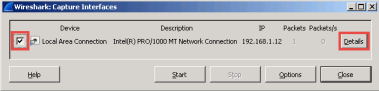 Wireshark: Capture Interfaces
Device Description IP Packets Packets/s
Local Area Connection Intel(R) PRO/1000 MT Network Connection 192.168.1.12 1 0 Details
Help Start Stop Options Close